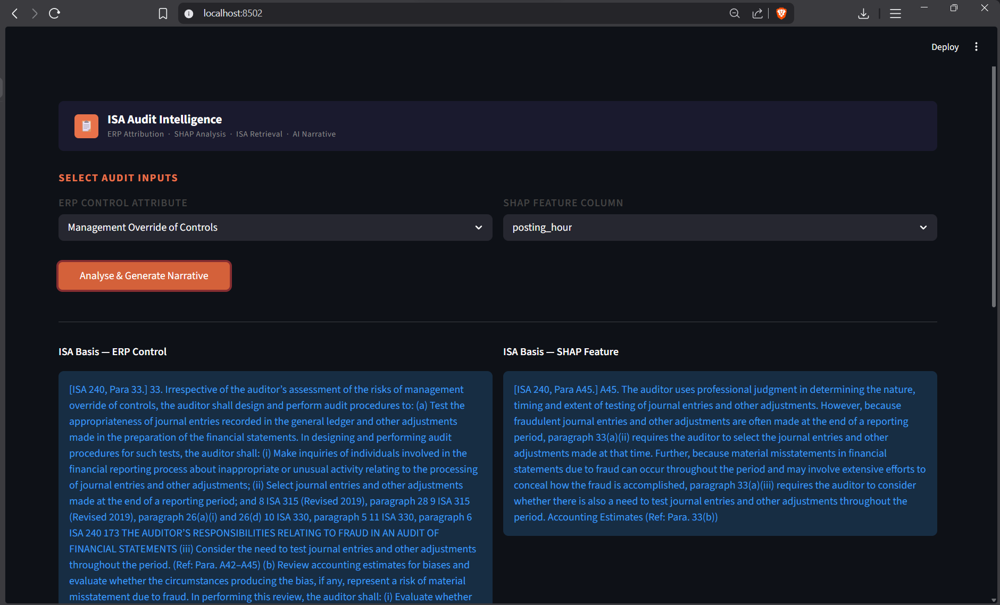 localhost:8502
Deploy
ISA Audit Intelligence
ERP Attribution · SHAP Analysis · ISA Retrieval · AI Narrative
SELECT AUDIT INPUTS
ERP CONTROL ATTRIBUTE
Management Override of Controls
SHAP FEATURE COLUMN
posting_hour
Analyse & Generate Narrative
ISA Basis — ERP Control
[ISA 240, Para 33.] 33. Irrespective of the auditor’s assessment of the risks of management
override of controls, the auditor shall design and perform audit procedures to: (a) Test the
appropriateness of journal entries recorded in the general ledger and other adjustments
made in the preparation of the financial statements. In designing and performing audit
procedures for such tests, the auditor shall: (i) Make inquiries of individuals involved in the
financial reporting process about inappropriate or unusual activity relating to the processing
of journal entries and other adjustments; (ii) Select journal entries and other adjustments
made at the end of a reporting period; and 8 ISA 315 (Revised 2019), paragraph 28 9 ISA 315
(Revised 2019), paragraph 26(a)(i) and 26(d) 10 ISA 330, paragraph 5 11 ISA 330, paragraph 6
ISA 240 173 THE AUDITOR’S RESPONSIBILITIES RELATING TO FRAUD IN AN AUDIT OF
FINANCIAL STATEMENTS (iii) Consider the need to test journal entries and other adjustments
throughout the period. (Ref: Para. A42–A45) (b) Review accounting estimates for biases and
evaluate whether the circumstances producing the bias, if any, represent a risk of material
misstatement due to fraud. In performing this review, the auditor shall: (i) Evaluate whether
ISA Basis — SHAP Feature
[ISA 240, Para A45.] A45. The auditor uses professional judgment in determining the nature,
timing and extent of testing of journal entries and other adjustments. However, because
fraudulent journal entries and other adjustments are often made at the end of a reporting
period, paragraph 33(a)(ii) requires the auditor to select the journal entries and other
adjustments made at that time. Further, because material misstatements in financial
statements due to fraud can occur throughout the period and may involve extensive efforts to
conceal how the fraud is accomplished, paragraph 33(a)(iii) requires the auditor to consider
whether there is also a need to test journal entries and other adjustments throughout the
period. Accounting Estimates (Ref: Para. 33(b))